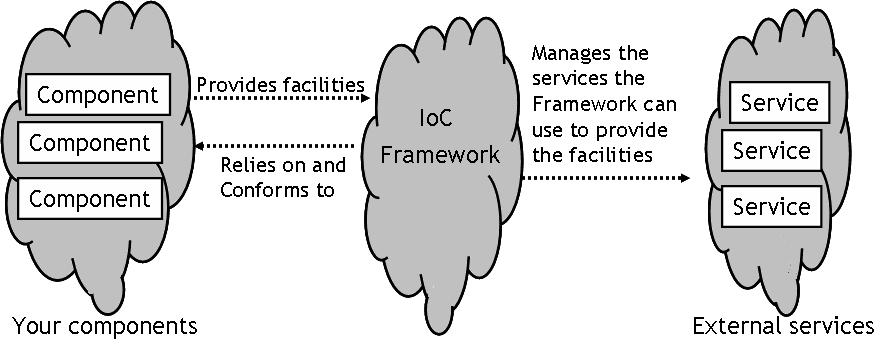 Component
Component
Component
Your components
Provides facilities
Relies on and
Conforms to
IoC
Framework
Manages the
services the
Framework can
use to provide
the facilities
Service
Service
Service
External services